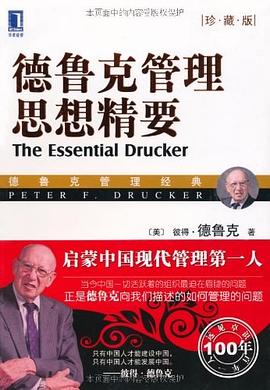 本图片中的内容受版权保护
珍·藏·版
德鲁克管理
思想精要
The Essential Drucker
德鲁克管理经典
PETER F. DRUCKER
〔美〕 彼得·德鲁克 著
启蒙中国现代管理第一人
当今中国一切活跃着的组织最迫在眉睫的问题
正是德鲁克向我们描述的如何管理的问题
只有中国人才能建设中国,
只有中国人才能发展中国。
——彼得·德鲁克
100年
本图片中的内容受版权保护